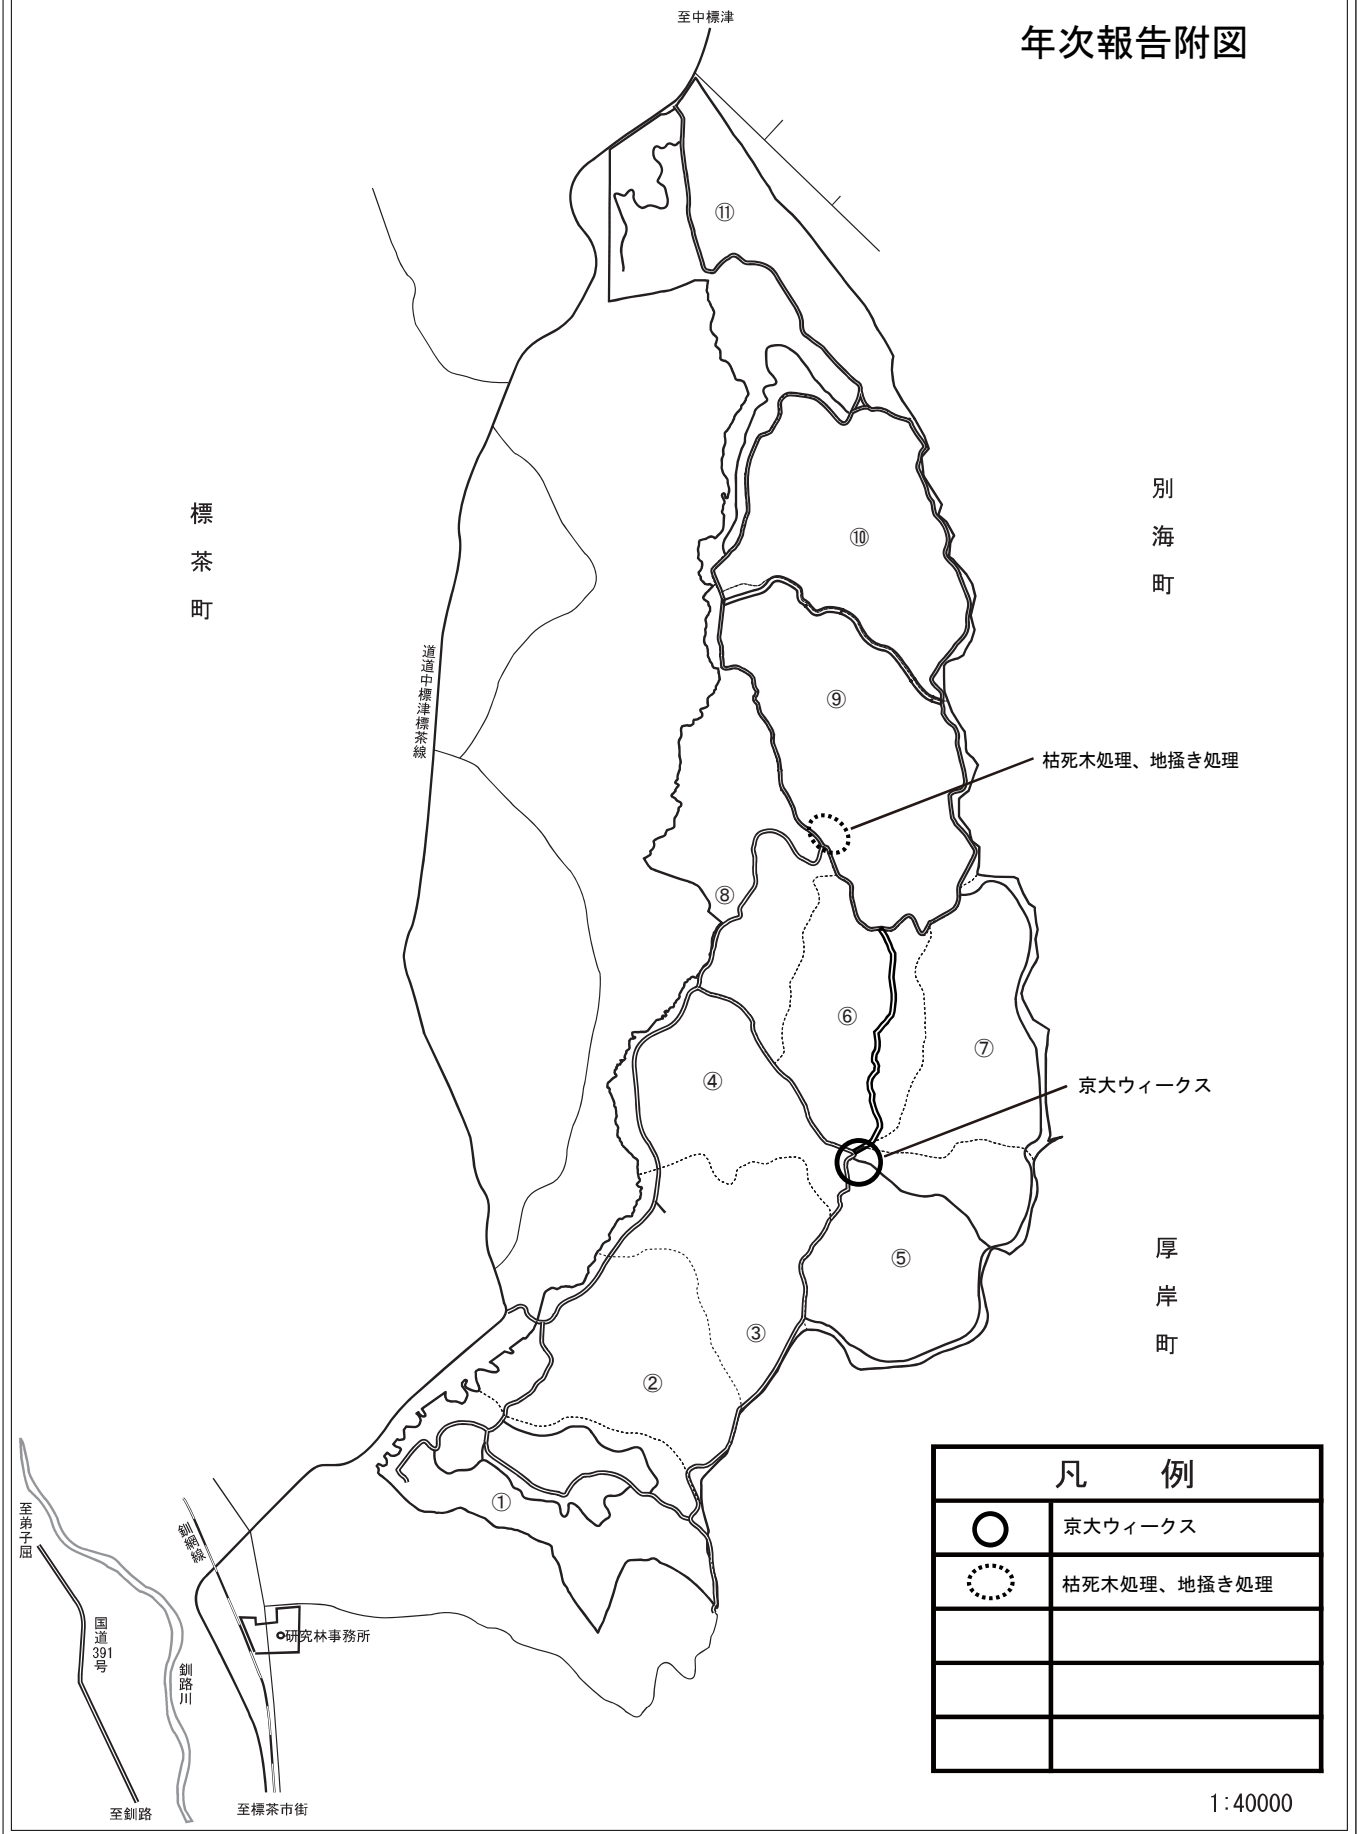 年次報告附図
至中標津
⑪
標茶町
別海町
⑩
道道中標津標茶線
⑨
枯死木処理、地掻き処理
⑧
⑥
⑦
④
京大ウィークス
⑤
厚岸町
③
②
①
至弟子屈
釧網線
国道391号
釧路川
研究林事務所
至釧路
至標茶市街
凡 例
京大ウィークス
枯死木処理、地掻き処理
1:40000